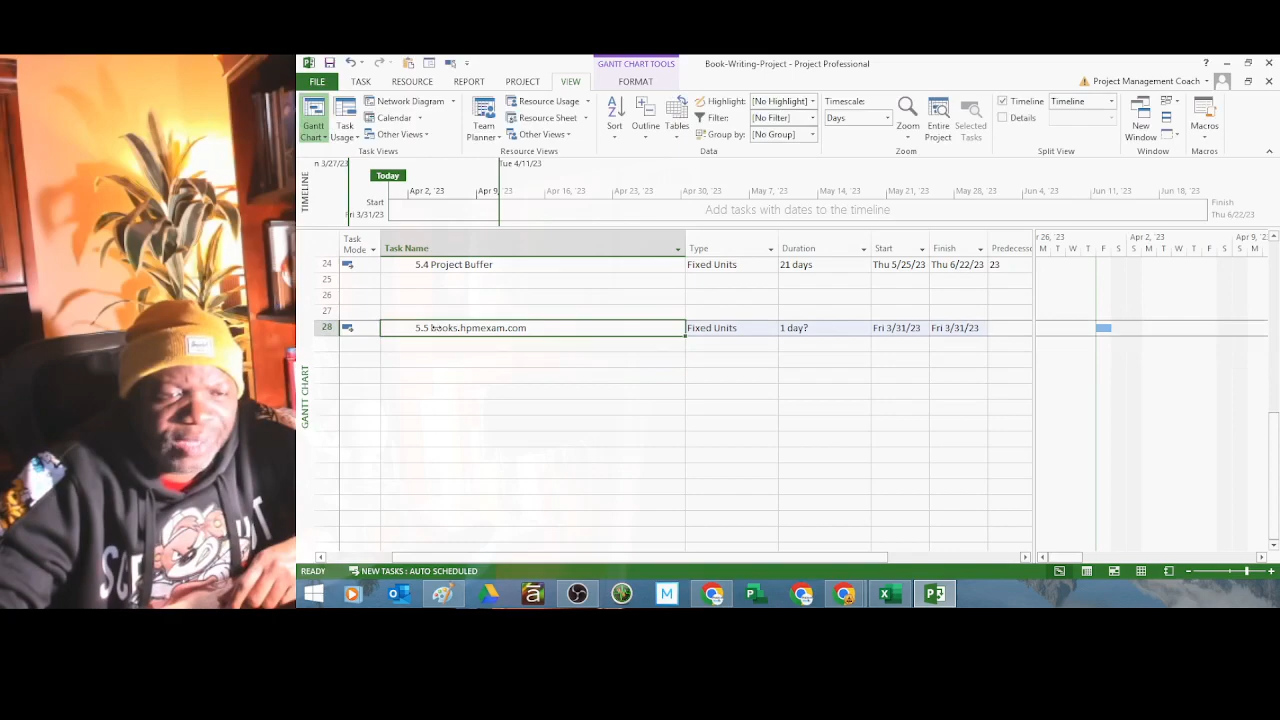 GANTT CHART TOOLS
Book-Writing-Project - Project Professional
FILE TASK RESOURCE REPORT PROJECT VIEW FORMAT
Project Management Coach
Gantt Chart
Task Usage
Network Diagram
Calendar
Other Views
Task Views
Team Planner
Resource Usage
Resource Sheet
Other Views
Resource Views
Sort
Outline
Tables
Highlight: [No Highlight]
Filter: [No Filter]
Group by: [No Group]
Data
Timescale:
Days
Zoom
Entire Project
Selected Tasks
Zoom
Timeline Timeline
Details
Split View
New Window
Window
Macros
Macros
TIMELINE
n 3/27/23
Tue 4/11/23
Today
Apr 2, '23 Apr 9, '23 Apr 16, '23 Apr 23, '23 Apr 30, '23 May 7, '23 May 14, '23 May 21, '23 May 28, '23 Jun 4, '23 Jun 11, '23 Jun 18, '23
Start
Fri 3/31/23
Add tasks with dates to the timeline
Finish
Thu 6/22/23
GANTT CHART
Task Mode Task Name Type Duration Start Finish Predecess
r 26, '23 Apr 2, '23 Apr 9, '23
M T W T F S S M T W T F S S M
24 5.4 Project Buffer Fixed Units 21 days Thu 5/25/23 Thu 6/22/23 23
25
26
27
28 5.5 books.hpmexam.com Fixed Units 1 day? Fri 3/31/23 Fri 3/31/23
READY NEW TASKS : AUTO SCHEDULED